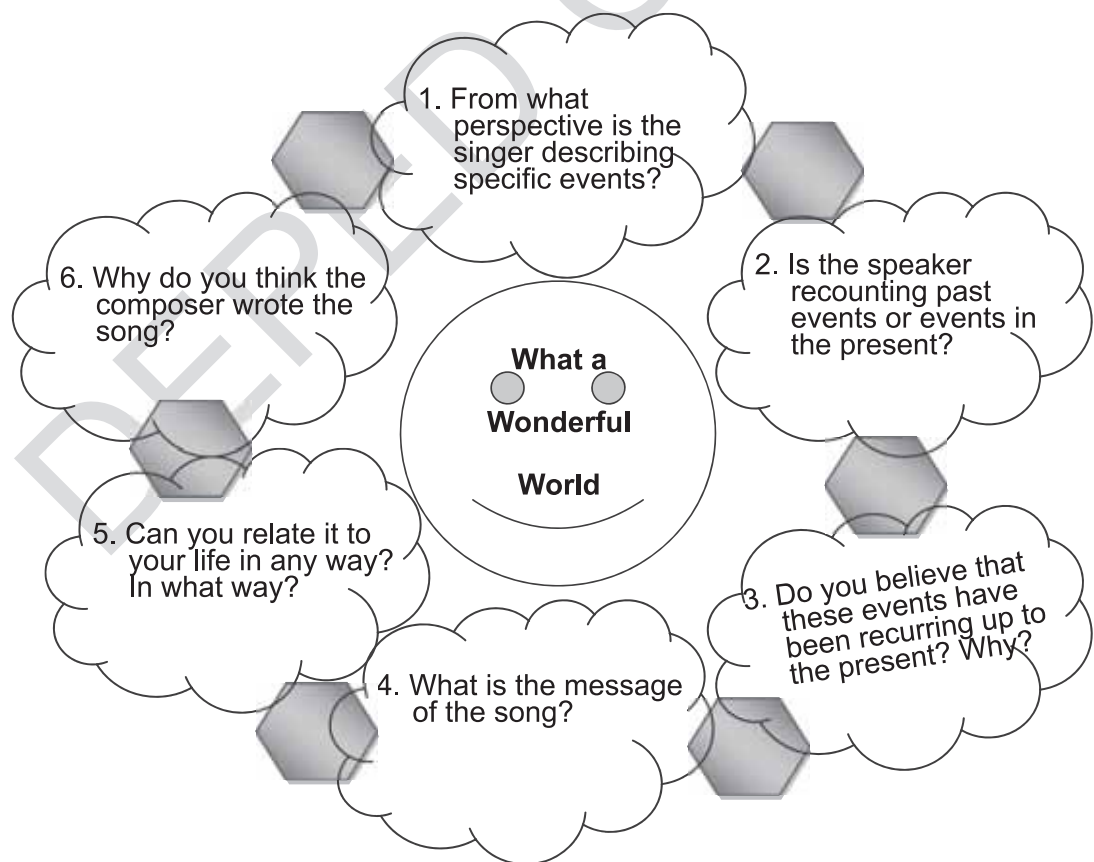 1. From what
perspective is the
singer describing
specific events?
2. Is the speaker
recounting past
events or events in
the present?
3. Do you believe that
these events have
been recurring up to
the present? Why?
4. What is the message
of the song?
5. Can you relate it to
your life in any way?
In what way?
6. Why do you think the
composer wrote the
song?
What a
Wonderful
World
DEPED